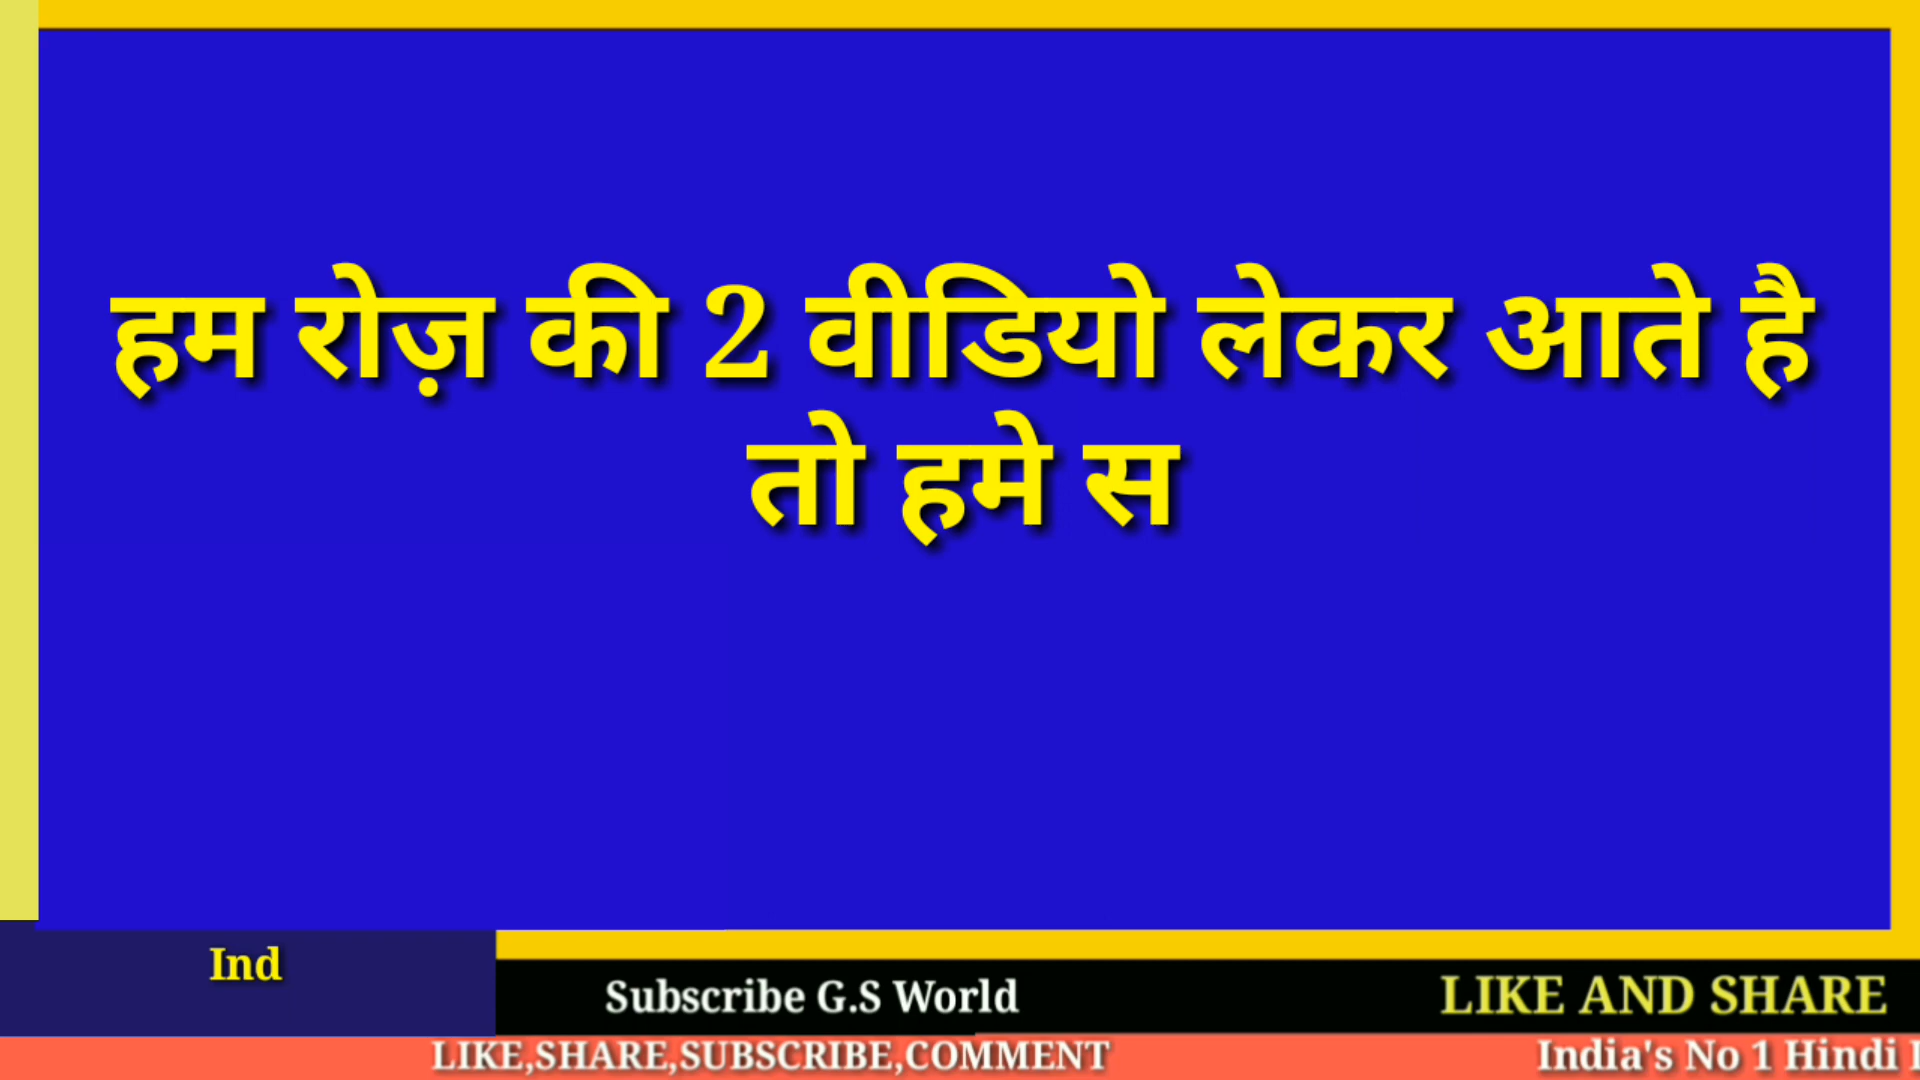 हम रोज़ की 2 वीडियो लेकर आते है
तो हमे स
Ind
Subscribe G.S World
LIKE AND SHARE
LIKE,SHARE,SUBSCRIBE,COMMENT
India's No 1 Hindi